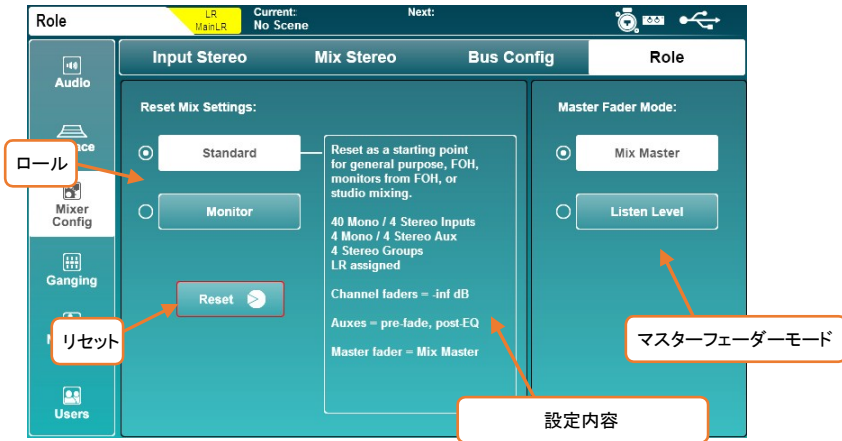 Role
LR
MainLR
Current:
No Scene
Next:
Input Stereo
Mix Stereo
Bus Config
Role
Audio
Mixer
Config
Ganging
Users
Reset Mix Settings:
Standard
Monitor
Reset
Reset as a starting point
for general purpose, FOH,
monitors from FOH, or
studio mixing.
40 Mono / 4 Stereo Inputs
4 Mono / 4 Stereo Aux
4 Stereo Groups
LR assigned
Channel faders = -inf dB
Auxes = pre-fade, post-EQ
Master fader = Mix Master
Master Fader Mode:
Mix Master
Listen Level
ロール
リセット
設定内容
マスターフェーダーモード